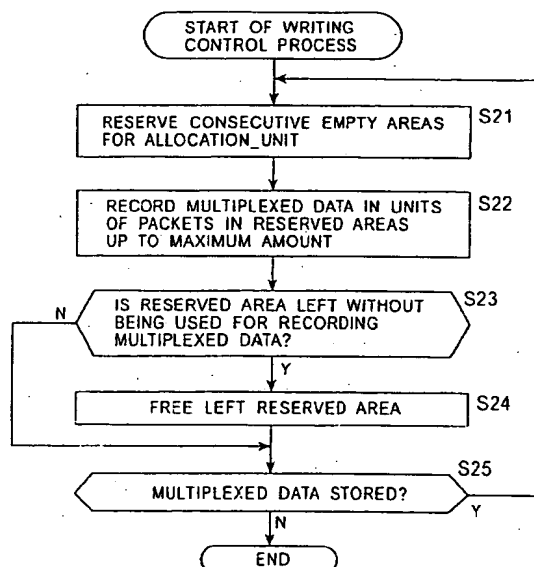 START OF WRITING
CONTROL PROCESS
S21
RESERVE CONSECUTIVE EMPTY AREAS
FOR ALLOCATION_UNIT
S22
RECORD MULTIPLEXED DATA IN UNITS
OF PACKETS IN RESERVED AREAS
UP TO MAXIMUM AMOUNT
S23
N
IS RESERVED AREA LEFT WITHOUT
BEING USED FOR RECORDING
MULTIPLEXED DATA?
Y
FREE LEFT RESERVED AREA
S24
S25
MULTIPLEXED DATA STORED?
N
Y
END